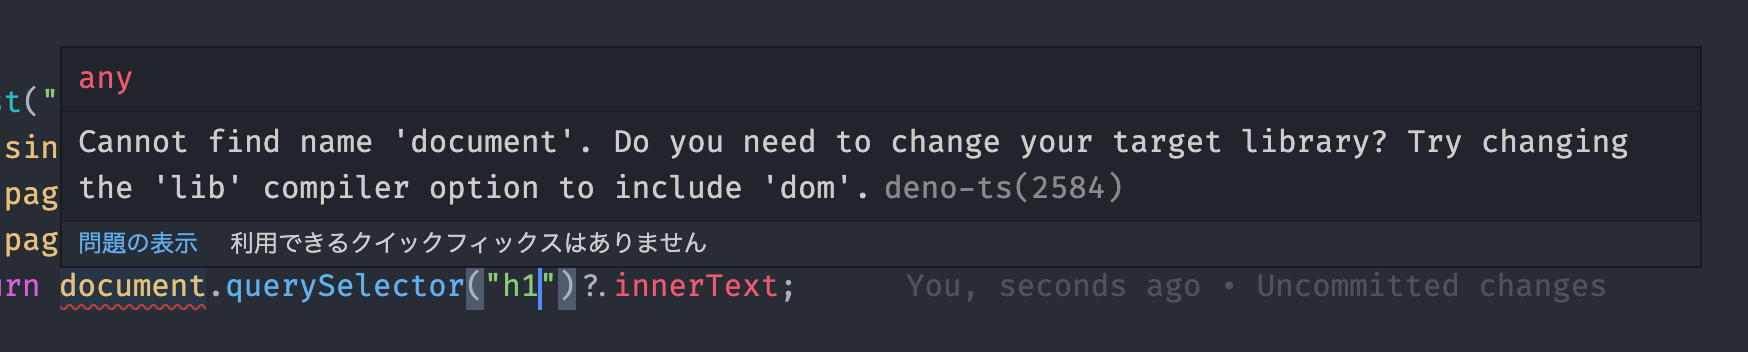 any
st("
Cannot find name 'document'. Do you need to change your target library? Try changing
sin
the 'lib' compiler option to include 'dom'. deno-ts(2584)
pag
問題の表示 利用できるクイックフィックスはありません
pag
urn document.querySelector("h1")?.innerText; You, seconds ago • Uncommitted changes